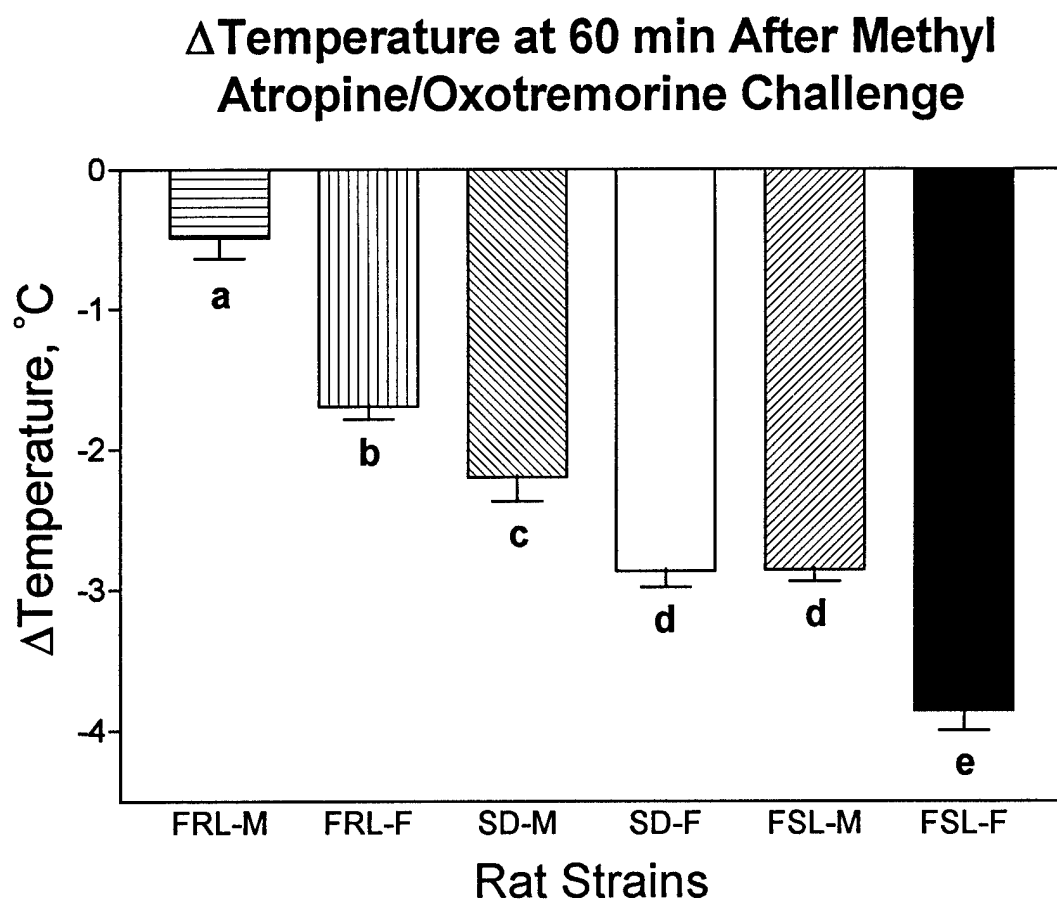 ΔTemperature at 60 min After Methyl
Atropine/Oxotremorine Challenge
ΔTemperature, °C
0
-1
-2
-3
-4
a
b
c
d
d
e
FRL-M FRL-F SD-M SD-F FSL-M FSL-F
Rat Strains